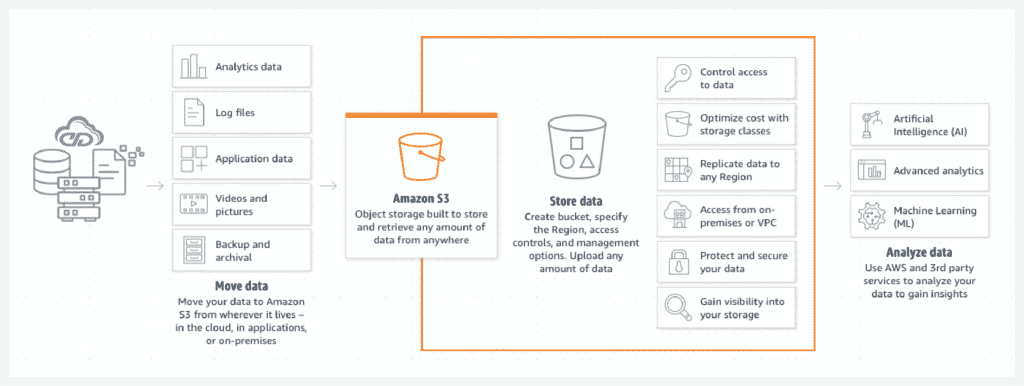 Analytics data
Log files
Application data
Videos and
pictures
Backup and
archival
Move data
Move your data to Amazon
S3 from wherever it lives –
in the cloud, in applications,
or on-premises
Amazon S3
Object storage built to store
and retrieve any amount of
data from anywhere
Store data
Create bucket, specify
the Region, access
controls, and management
options. Upload any
amount of data
Control access
to data
Optimize cost with
storage classes
Replicate data to
any Region
Access from on-
premises or VPC
Protect and secure
your data
Gain visibility into
your storage
Artificial
Intelligence (AI)
Advanced analytics
Machine Learning
(ML)
Analyze data
Use AWS and 3rd party
services to analyze your
data to gain insights